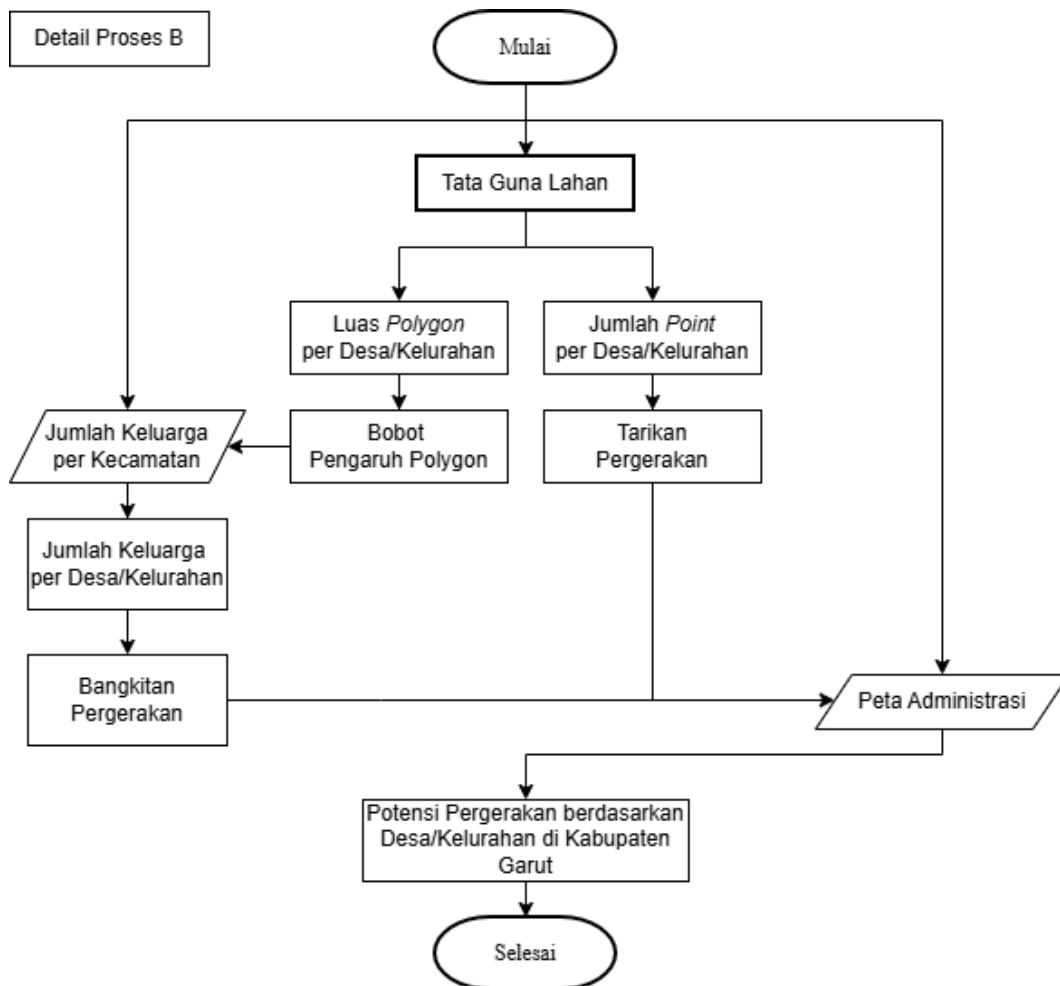 Detail Proses B
Mulai
Tata Guna Lahan
Luas Polygon
per Desa/Kelurahan
Jumlah Point
per Desa/Kelurahan
Jumlah Keluarga
per Kecamatan
Bobot
Pengaruh Polygon
Tarikan
Pergerakan
Jumlah Keluarga
per Desa/Kelurahan
Bangkitan
Pergerakan
Peta Administrasi
Potensi Pergerakan berdasarkan
Desa/Kelurahan di Kabupaten
Garut
Selesai